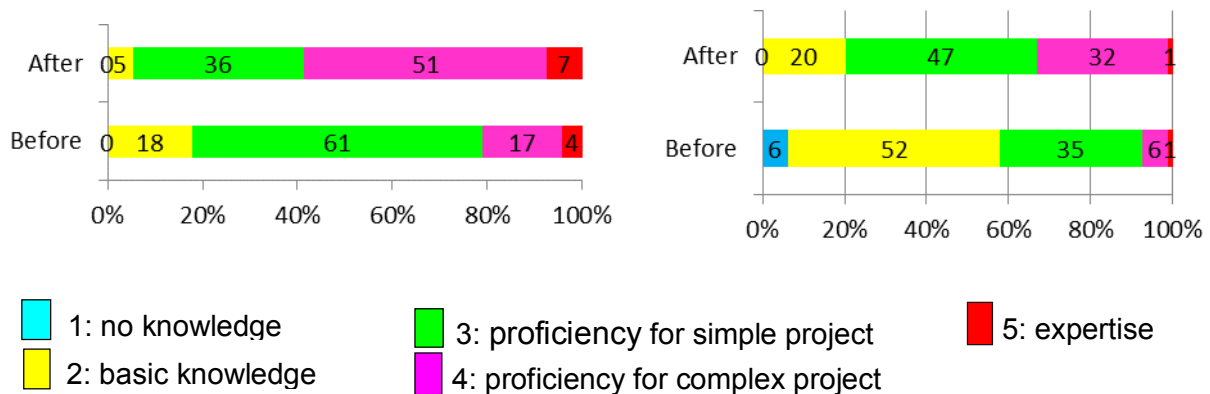 After 0 5 36 51 7
Before 0 18 61 17 4
0% 20% 40% 60% 80% 100%
After 0 20 47 32 1
Before 6 52 35 6 1
0% 20% 40% 60% 80% 100%
1: no knowledge
2: basic knowledge
3: proficiency for simple project
4: proficiency for complex project
5: expertise